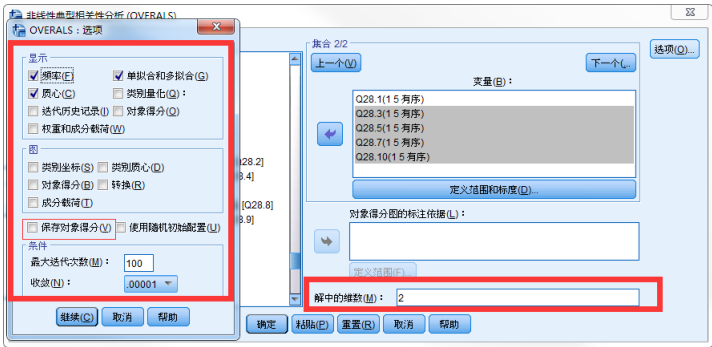 非线性典型相关性分析 (OVERALS)
OVERALS：选项
显示
频率(F) 单拟合和多拟合(G)
质心(C) 类别量化(Q)：
迭代历史记录(I) 对象得分(O)
权重和成分载荷(W)
图
类别坐标(S) 类别质心(D)
对象得分(B) 转换(R)
成分载荷(T)
保存对象得分(V) 使用随机初始配置(U)
条件
最大迭代次数(M)： 100
收敛(N)： .00001
继续(C) 取消 帮助
28.2]
.4]
[Q28.8]
.9]
集合 2/2
上一个(V) 下一个(..
选项(O)...
变量(B)：
Q28.1(1 5 有序)
Q28.3(1 5 有序)
Q28.5(1 5 有序)
Q28.7(1 5 有序)
Q28.10(1 5 有序)
定义范围和标度(D)...
对象得分图的标注依据(L)：
定义范围(F)...
解中的维数(M)： 2
确定 粘贴(P) 重置(R) 取消 帮助